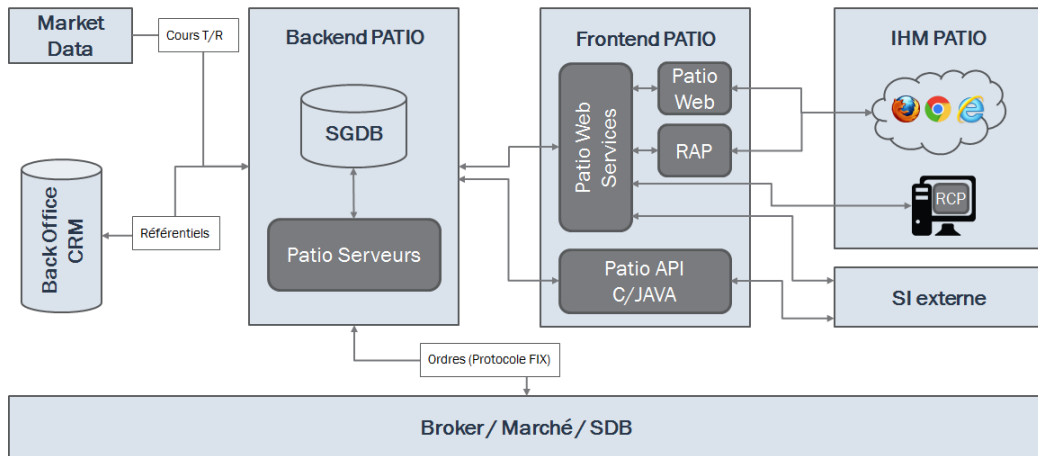 Market
Data
Cours T/R
Backend PATIO
Frontend PATIO
IHM PATIO
SGDB
Patio Serveurs
Patio Web
Services
Patio
Web
RAP
Patio API
C/JAVA
RCP
SI externe
Back Office
CRM
Référentiels
Ordres (Protocole FIX)
Broker / Marché / SDB